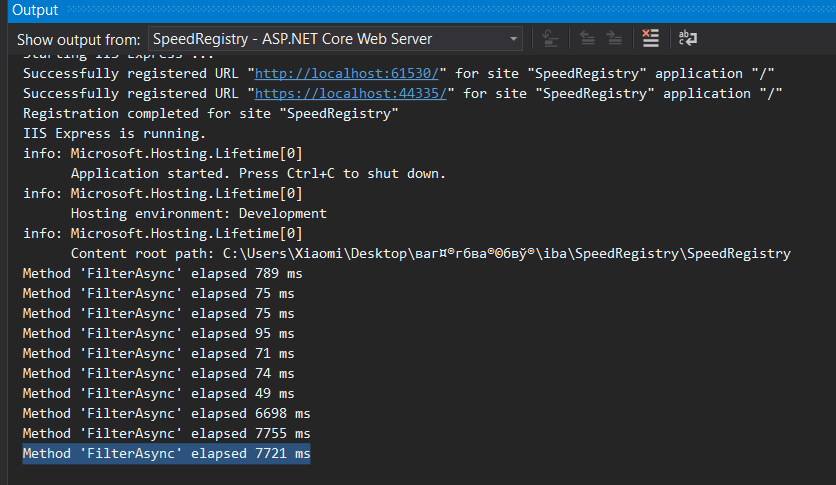 Output
Show output from: SpeedRegistry - ASP.NET Core Web Server
Starting IIS Express ...
Successfully registered URL "http://localhost:61530/" for site "SpeedRegistry" application "/"
Successfully registered URL "https://localhost:44335/" for site "SpeedRegistry" application "/"
Registration completed for site "SpeedRegistry"
IIS Express is running.
info: Microsoft.Hosting.Lifetime[0]
Application started. Press Ctrl+C to shut down.
info: Microsoft.Hosting.Lifetime[0]
Hosting environment: Development
info: Microsoft.Hosting.Lifetime[0]
Content root path: C:\Users\Xiaomi\Desktop\ваг¤®гбва®©бвў®\iba\SpeedRegistry\SpeedRegistry
Method 'FilterAsync' elapsed 789 ms
Method 'FilterAsync' elapsed 75 ms
Method 'FilterAsync' elapsed 75 ms
Method 'FilterAsync' elapsed 95 ms
Method 'FilterAsync' elapsed 71 ms
Method 'FilterAsync' elapsed 74 ms
Method 'FilterAsync' elapsed 49 ms
Method 'FilterAsync' elapsed 6698 ms
Method 'FilterAsync' elapsed 7755 ms
Method 'FilterAsync' elapsed 7721 ms